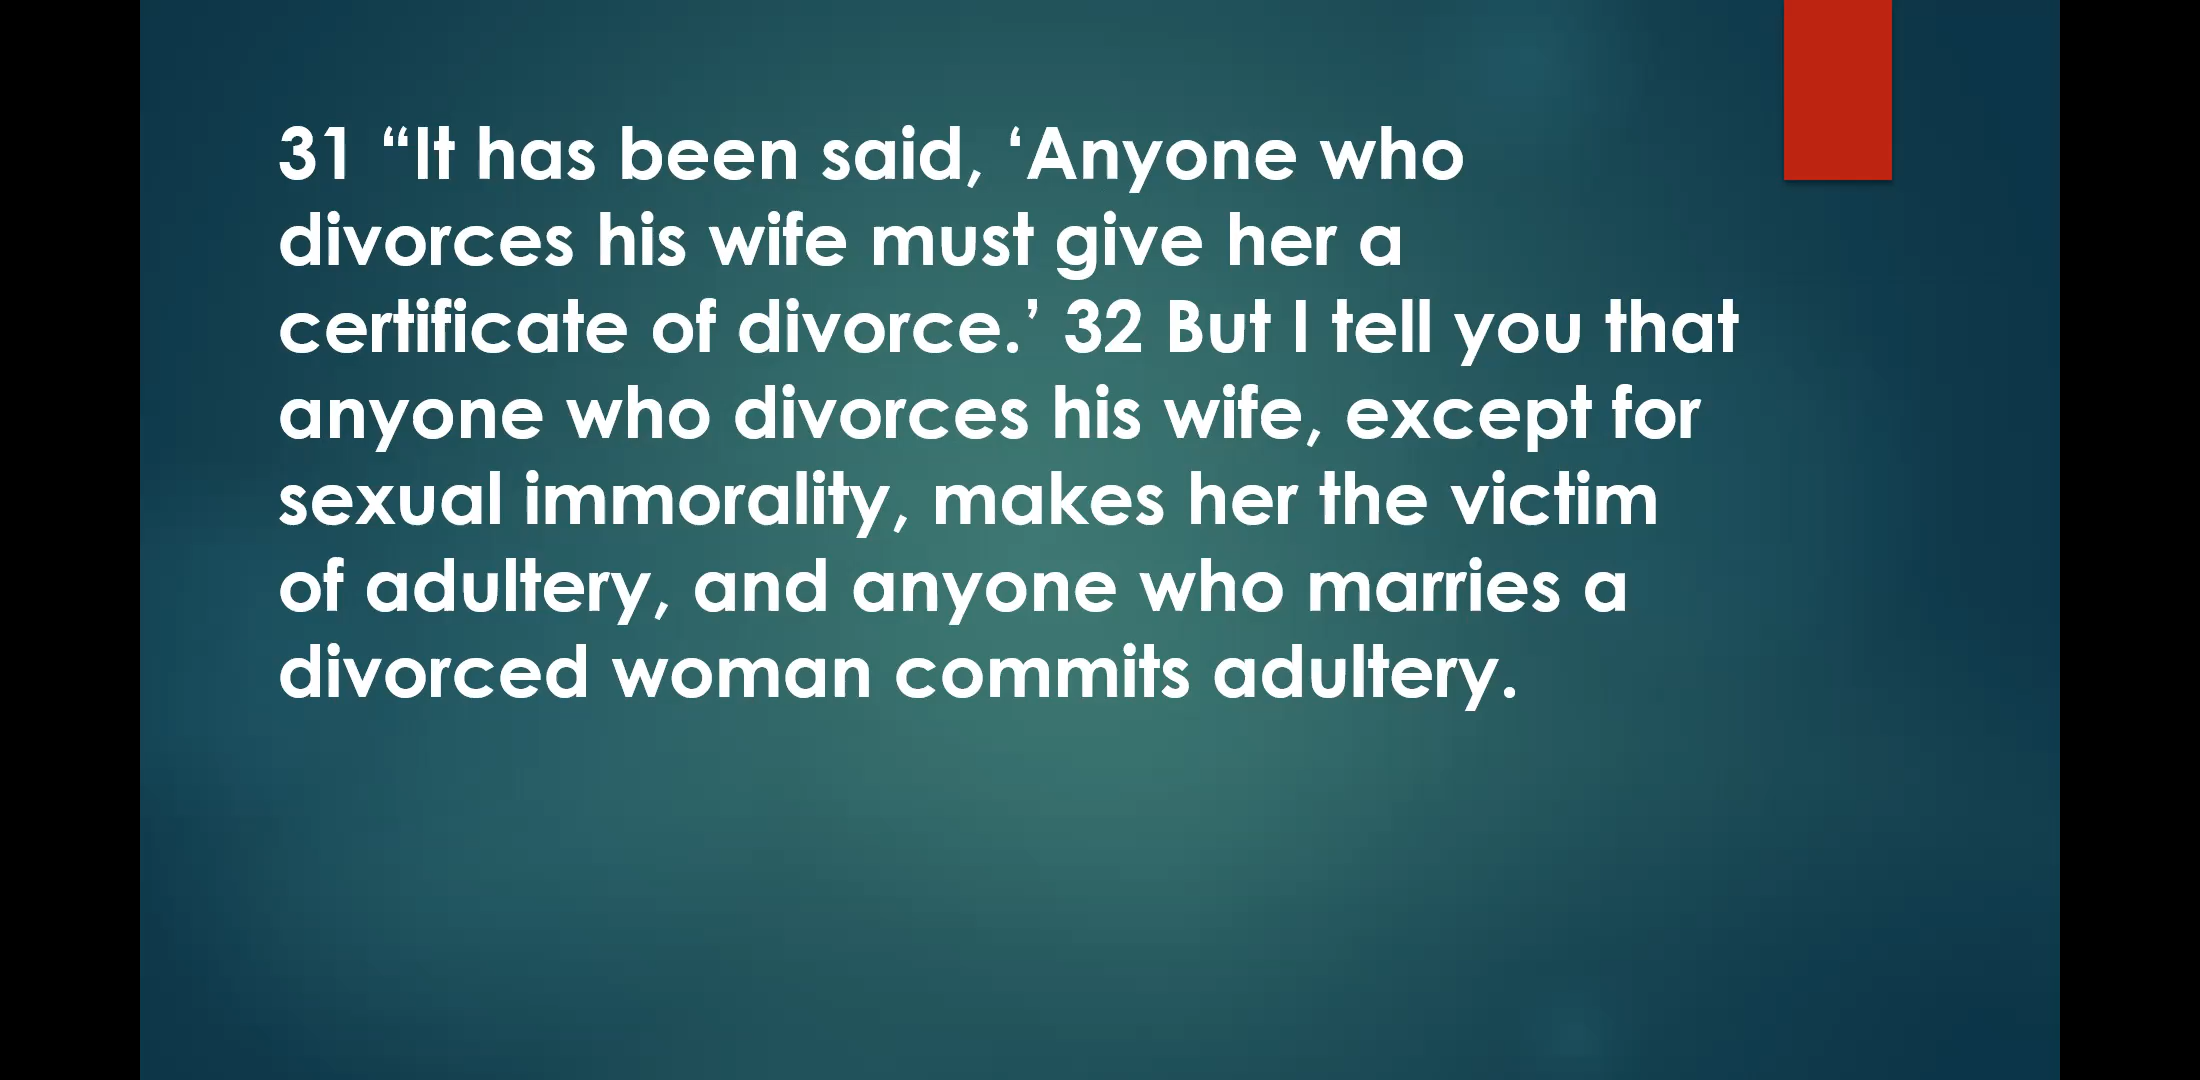 31 “It has been said, ‘Anyone who
divorces his wife must give her a
certificate of divorce.’ 32 But I tell you that
anyone who divorces his wife, except for
sexual immorality, makes her the victim
of adultery, and anyone who marries a
divorced woman commits adultery.